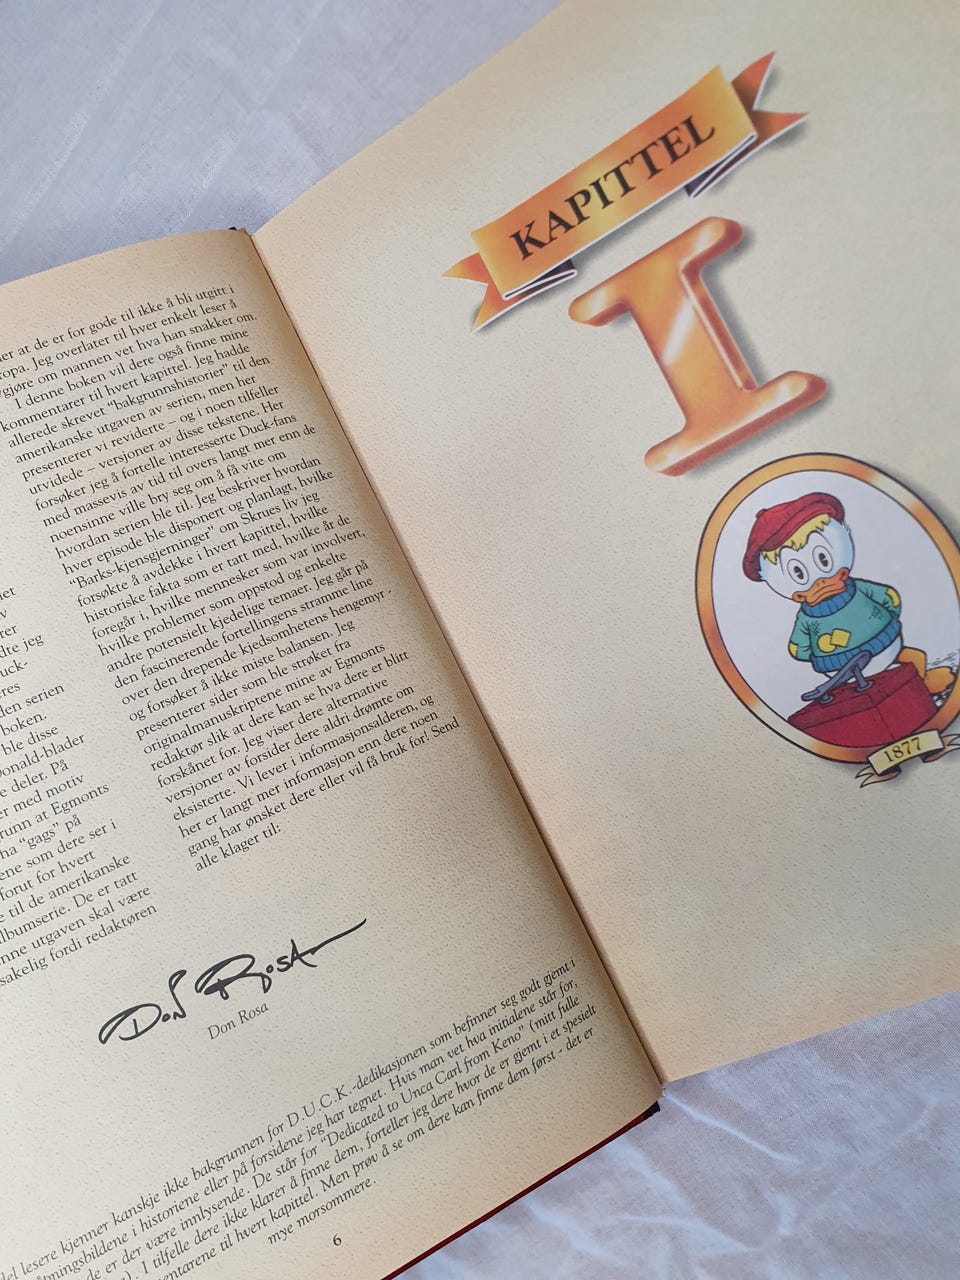 let
v
rer
dre jeg
uck-
eres
den serien
boken.
ble disse
Donald-blader
e deler. På
er med motiv
runn at Egmonts
ha “gags” på
ene som dere ser i
forut for hvert
e til de amerikanske
lbumserie. De er tatt
nne utgaven skal være
sakelig fordi redaktøren
ner at de er for gode til ikke å bli utgitt i
ropa. Jeg overlater til hver enkelt leser å
gjøre om mannen vet hva han snakker om.
I denne boken vil dere også finne mine
kommentarer til hvert kapittel. Jeg hadde
allerede skrevet “bakgrunnshistorier” til den
amerikanske utgaven av serien, men her
presenterer vi reviderte – og i noen tilfeller
utvidede – versjoner av disse tekstene. Her
forsøker jeg å fortelle interesserte Duck-fans
med massevis av tid til overs langt mer enn de
noensinne ville bry seg om å få vite om
hvordan serien ble til. Jeg beskriver hvordan
hver episode ble disponert og planlagt, hvilke
“Barks-kjensgjerninger” om Skrues liv jeg
forsøkte å avdekke i hvert kapittel, hvilke
historiske fakta som er tatt med, hvilke år de
foregår i, hvilke mennesker som var involvert,
hvilke problemer som oppstod og enkelte
andre potensielt kjedelige temaer. Jeg går på
den fascinerende fortellingens stramme line
over den drepende kjedsomhetens hengemyr -
og forsøker å ikke miste balansen. Jeg
presenterer sider som ble strøket fra
originalmanuskriptene mine av Egmonts
redaktør slik at dere kan se hva dere er blitt
forskånet for. Jeg viser dere alternative
versjoner av forsider dere aldri drømte om
eksisterte. Vi lever i informasjonsalderen, og
her er langt mer informasjon enn dere noen
gang har ønsket dere eller vil få bruk for! Send
alle klager til:
Don Rosa
Don Rosa
del lesere kjenner kanskje ikke bakgrunnen for D.U.C.K.-dedikasjonen som befinner seg godt gjemt i
åpningsbildene i historiene eller på forsidene jeg har tegnet. Hvis man vet hva initialene står for,
de er der være innlysende. De står for “Dedicated to Unca Carl from Keno” (mitt fulle
). I tilfelle dere ikke klarer å finne dem, forteller jeg dere hvor de er gjemt i et spesielt
entarene til hvert kapittel. Men prøv å se om dere kan finne dem først - det er
mye morsommere.
6
KAPITTEL
I
1877